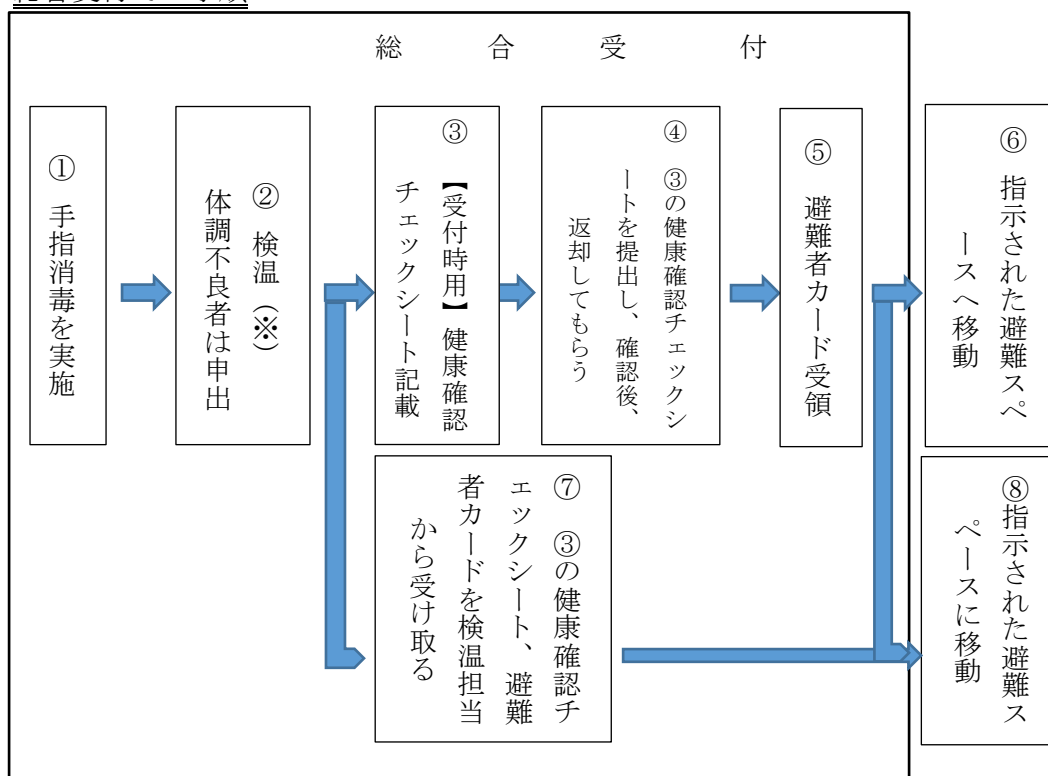 総合受付
① 手指消毒を実施
② 検温（※）
体調不良者は申出
③ 【受付時用】健康確認
チェックシート記載
④ ③の健康確認チェックシ
ートを提出し、確認後、
返却してもらう
⑤ 避難者カード受領
⑥ 指示された避難スペ
ースへ移動
⑦ ③の健康確認チ
ェックシート、避難
者カードを検温担当
から受け取る
⑧指示された避難ス
ペースに移動